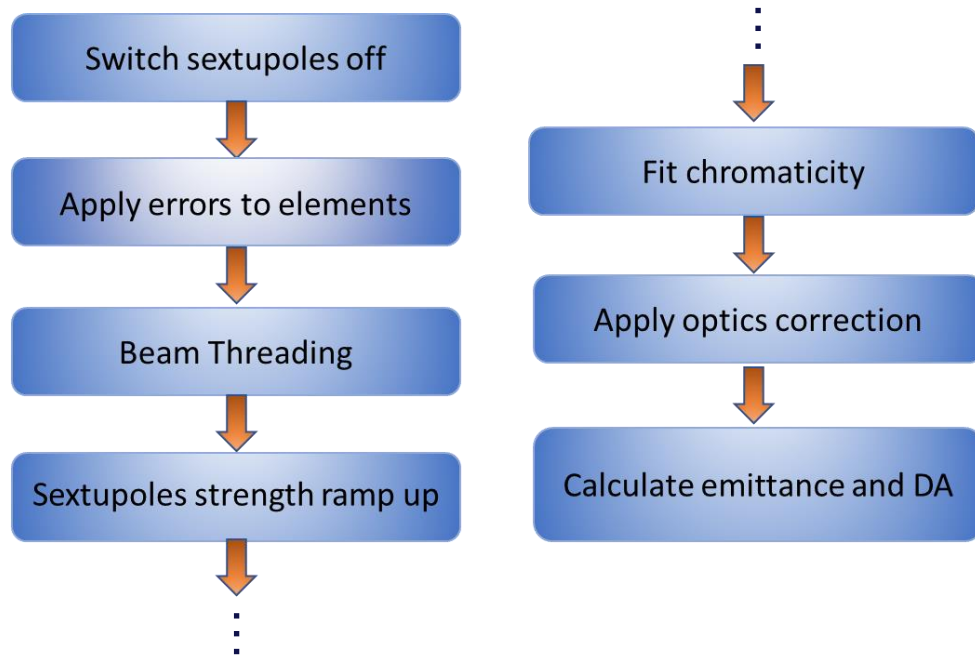 Switch sextupoles off
Apply errors to elements
Beam Threading
Sextupoles strength ramp up
Fit chromaticity
Apply optics correction
Calculate emittance and DA